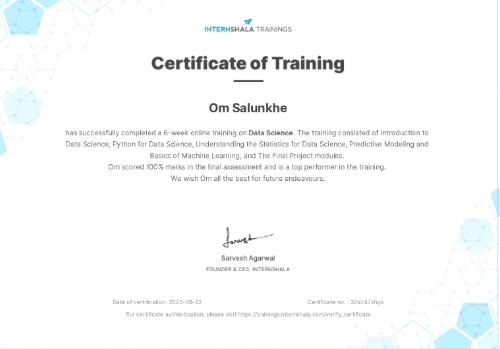 INTERNSHALA TRAININGS
Certificate of Training
Om Salunkhe
has successfully completed a 6-week online training on Data Science. The training consisted of Introduction to
Data Science, Python for Data Science, Understanding the Statistics for Data Science, Predictive Modeling and
Basics of Machine Learning, and The Final Project modules.
Om scored 100% marks in the final assessment and is a top performer in the training.
We wish Om all the best for future endeavours.
Sarvesh Agarwal
FOUNDER & CEO, INTERNSHALA
Date of certification: 2023-08-22
Certificate no. :
For certificate authentication, please visit https://trainings.internshala.com/verify_certificate